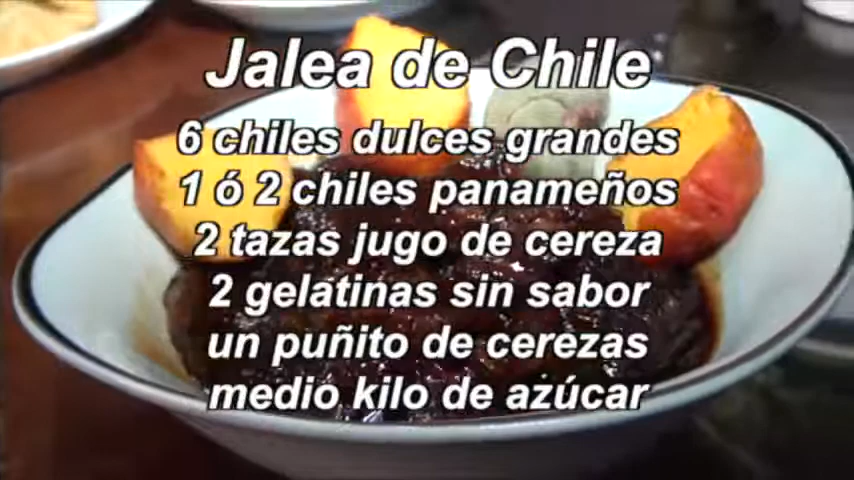 Jalea de Chile
6 chiles dulces grandes
1 ó 2 chiles panameños
2 tazas jugo de cereza
2 gelatinas sin sabor
un puñito de cerezas
medio kilo de azúcar